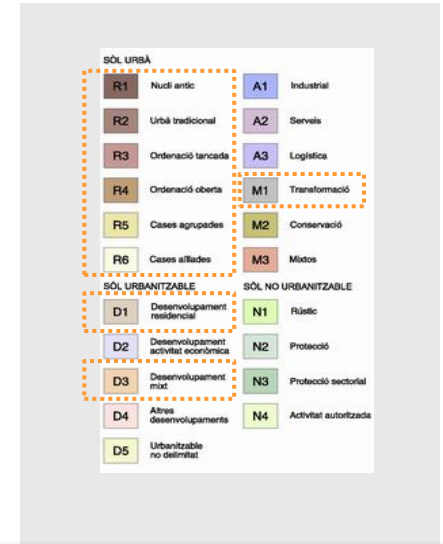 SÒL URBÀ
R1 Nucli antic
A1 Industrial
R2 Urbà tradicional
A2 Serveis
R3 Ordenació tancada
A3 Logística
R4 Ordenació oberta
M1 Transformació
R5 Cases agrupades
M2 Conservació
R6 Cases aïllades
M3 Mixtos
SÒL URBANITZABLE
SÒL NO URBANITZABLE
D1 Desenvolupament
residencial
N1 Rústic
D2 Desenvolupament
activitat econòmica
N2 Protecció
D3 Desenvolupament
mixt
N3 Protecció sectorial
D4 Altres
desenvolupaments
N4 Activitat autoritzada
D5 Urbanitzable
no delimitat